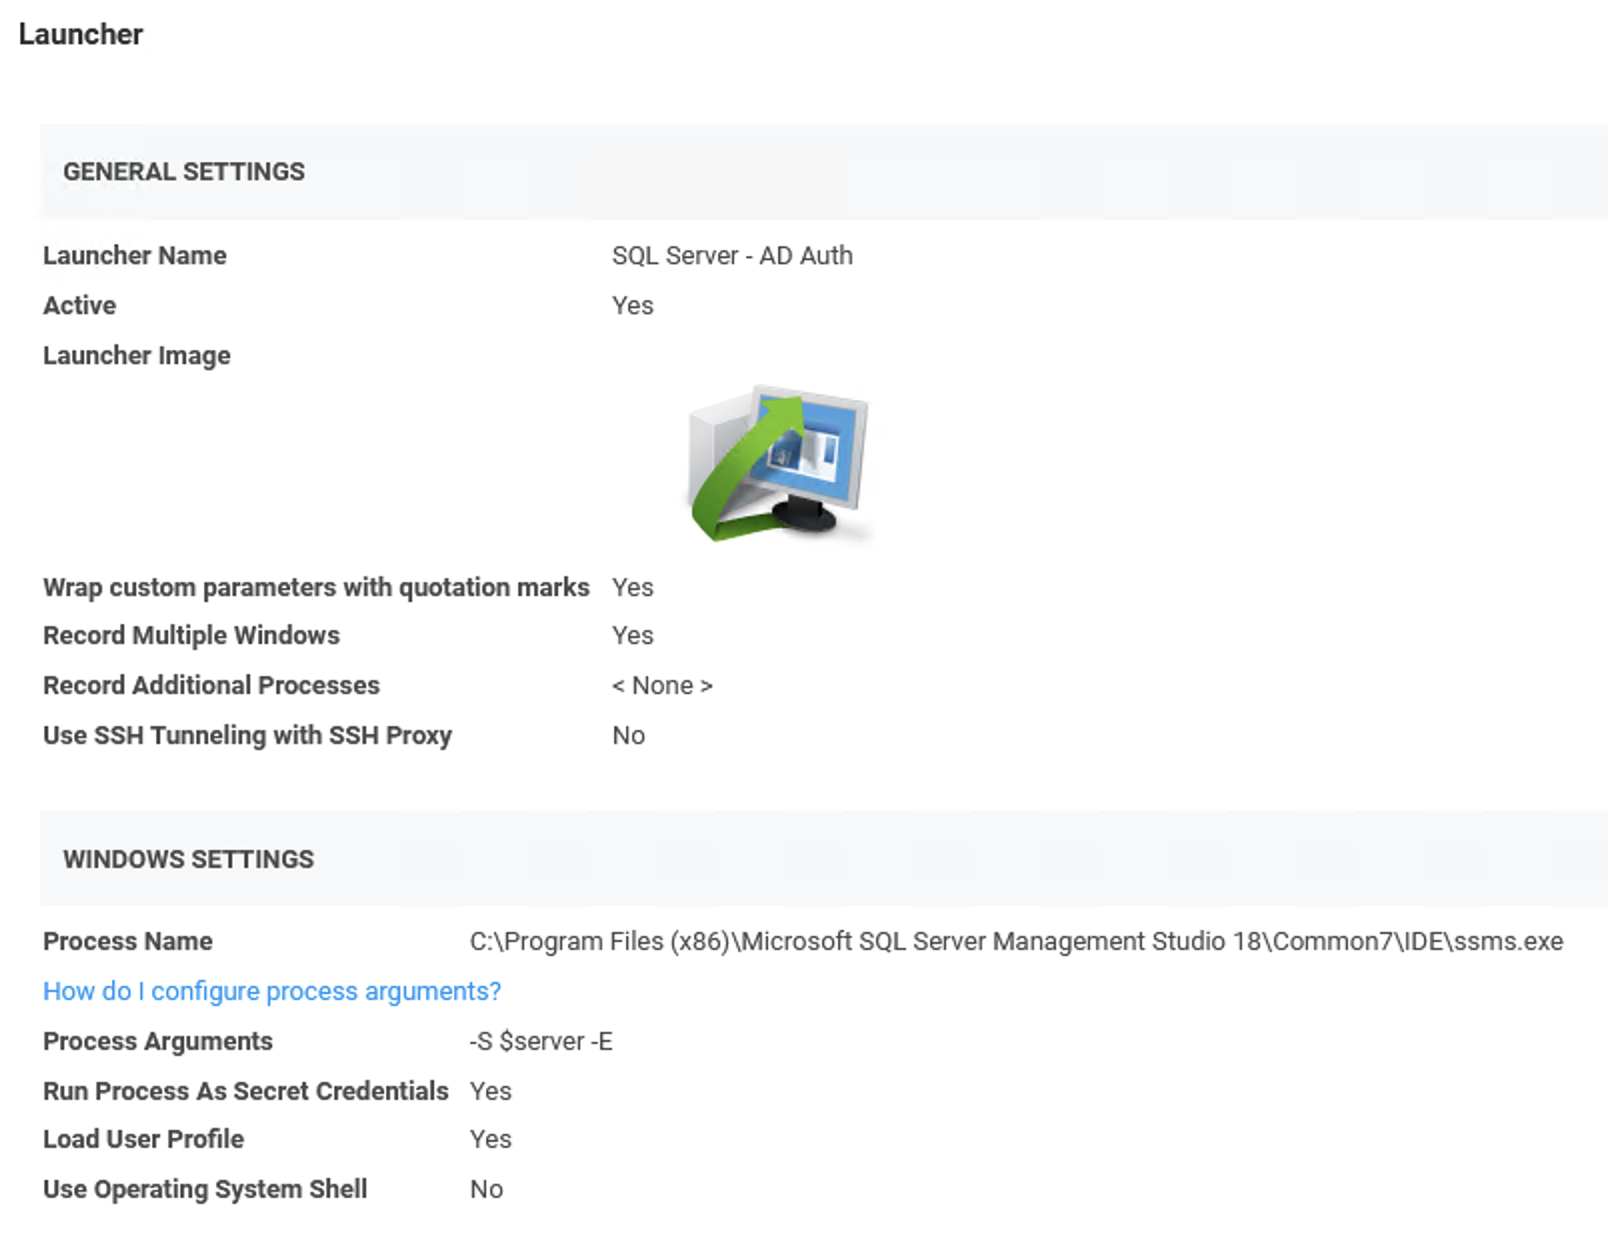 Launcher
GENERAL SETTINGS
Launcher Name SQL Server - AD Auth
Active Yes
Launcher Image
Wrap custom parameters with quotation marks Yes
Record Multiple Windows Yes
Record Additional Processes < None >
Use SSH Tunneling with SSH Proxy No
WINDOWS SETTINGS
Process Name C:\Program Files (x86)\Microsoft SQL Server Management Studio 18\Common7\IDE\ssms.exe
How do I configure process arguments?
Process Arguments -S $server -E
Run Process As Secret Credentials Yes
Load User Profile Yes
Use Operating System Shell No